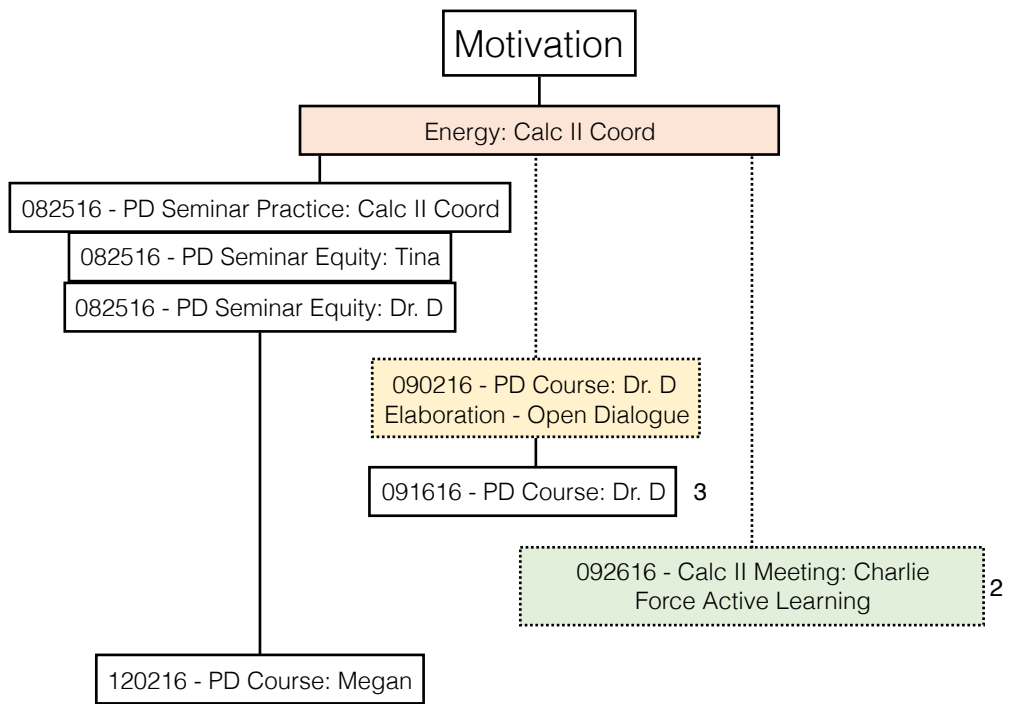 Motivation
Energy: Calc II Coord
082516 - PD Seminar Practice: Calc II Coord
082516 - PD Seminar Equity: Tina
082516 - PD Seminar Equity: Dr. D
090216 - PD Course: Dr. D
Elaboration - Open Dialogue
091616 - PD Course: Dr. D 3
092616 - Calc II Meeting: Charlie
Force Active Learning
2
120216 - PD Course: Megan